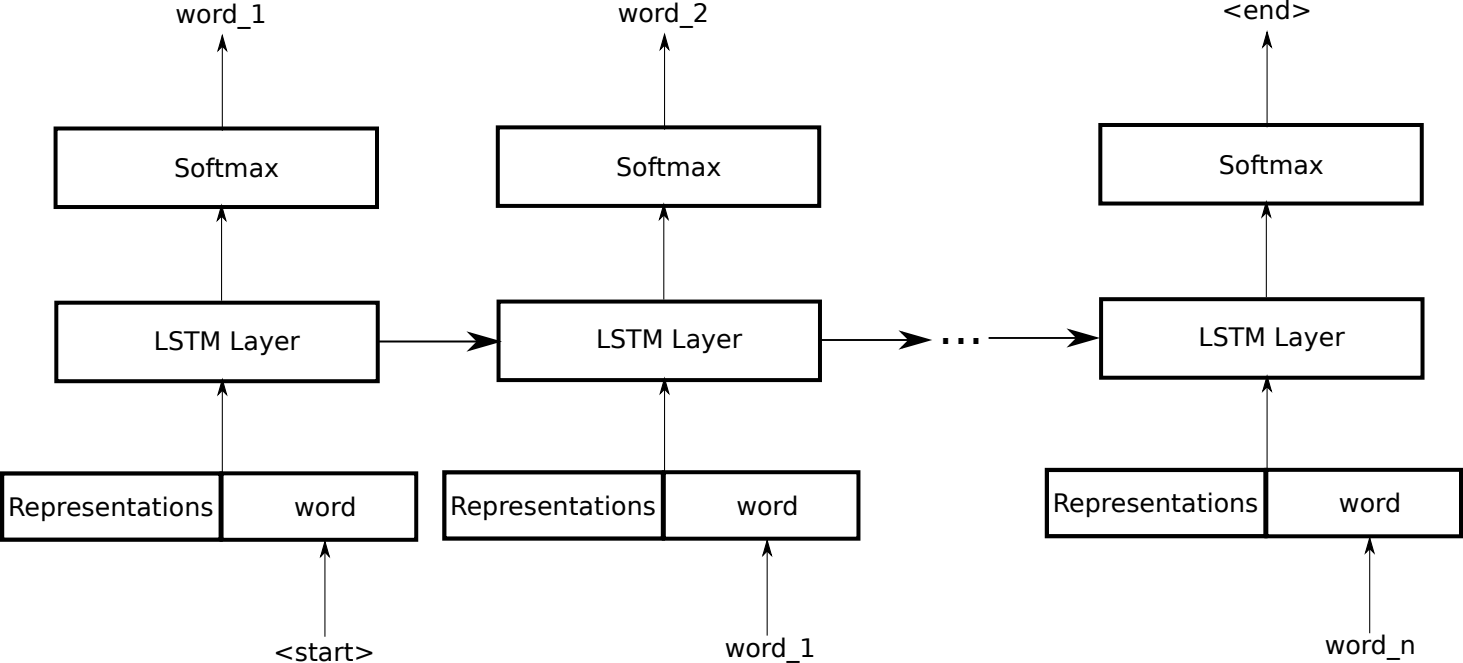 word_1
word_2
<end>
Softmax
Softmax
Softmax
LSTM Layer
LSTM Layer
...
LSTM Layer
Representations
word
Representations
word
Representations
word
<start>
word_1
word_n